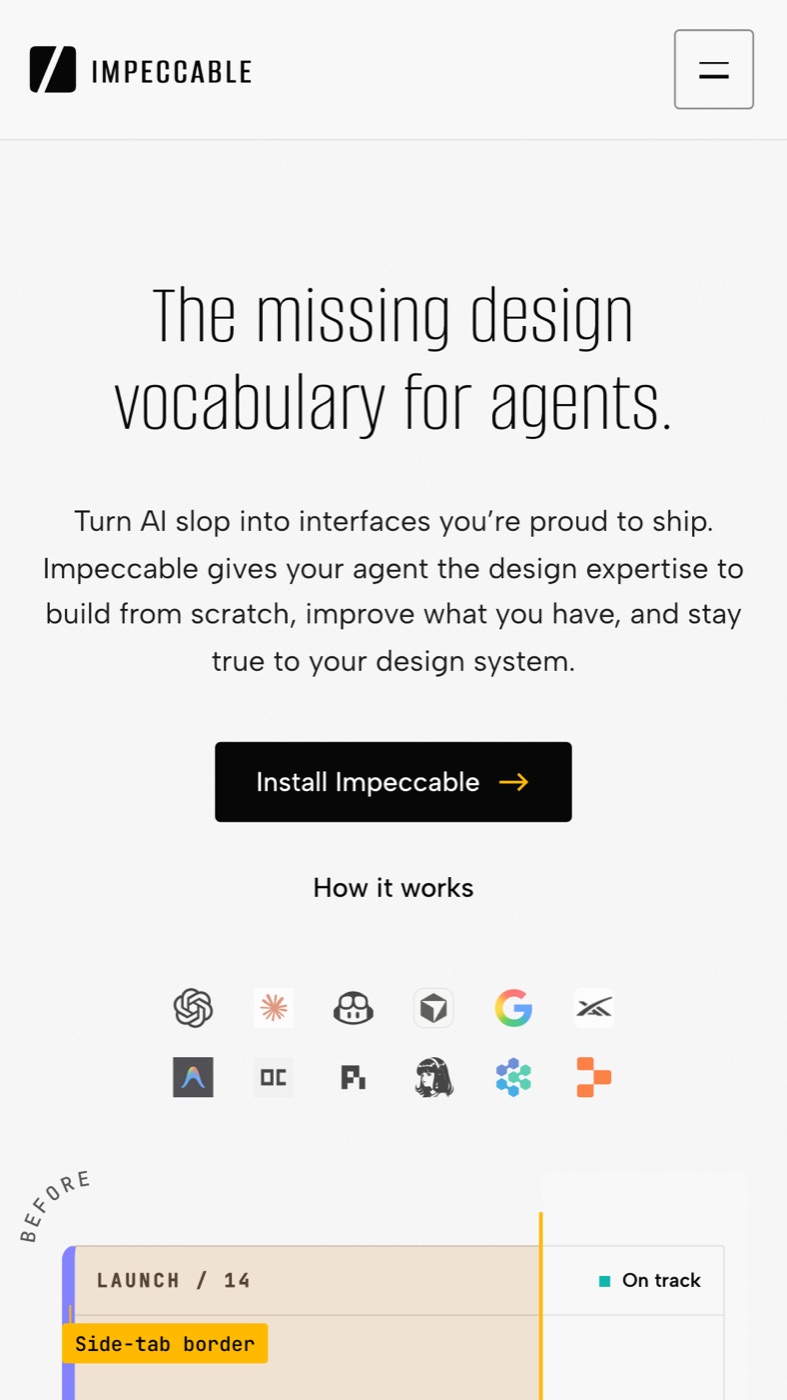 IMPECCABLE
The missing design
vocabulary for agents.
Turn AI slop into interfaces you’re proud to ship.
Impeccable gives your agent the design expertise to
build from scratch, improve what you have, and stay
true to your design system.
Install Impeccable →
How it works
OC
BEFORE
LAUNCH / 14
On track
Side-tab border